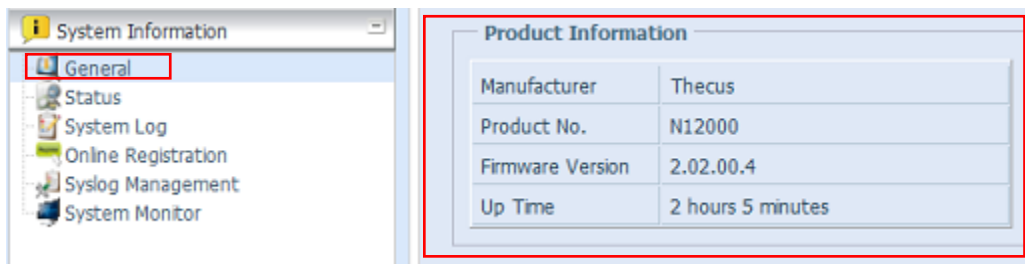 System Information
General
Status
System Log
Online Registration
Syslog Management
System Monitor
Product Information
Manufacturer Thecus
Product No. N12000
Firmware Version 2.02.00.4
Up Time 2 hours 5 minutes